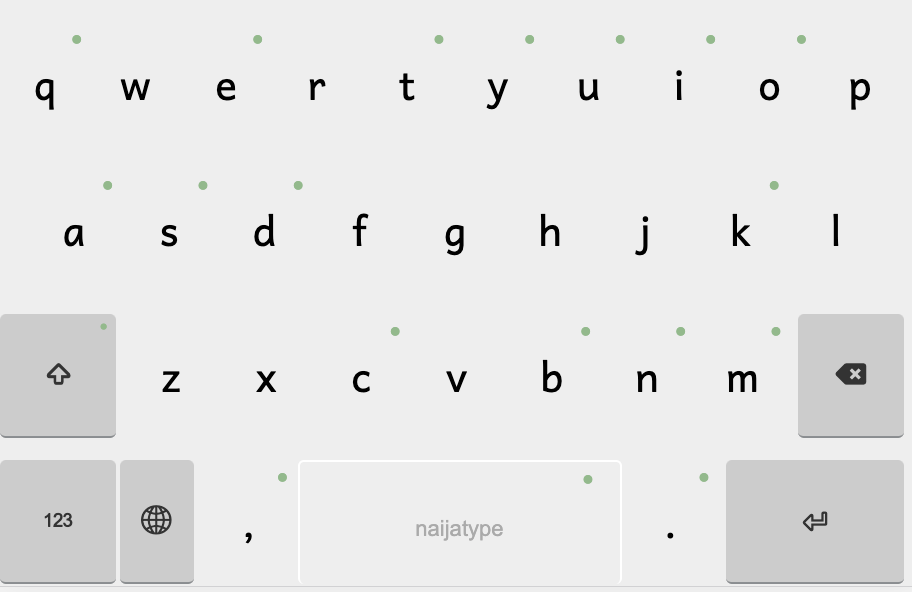 q w e r t y u i o p
a s d f g h j k l
z x c v b n m
123 , naijatype .